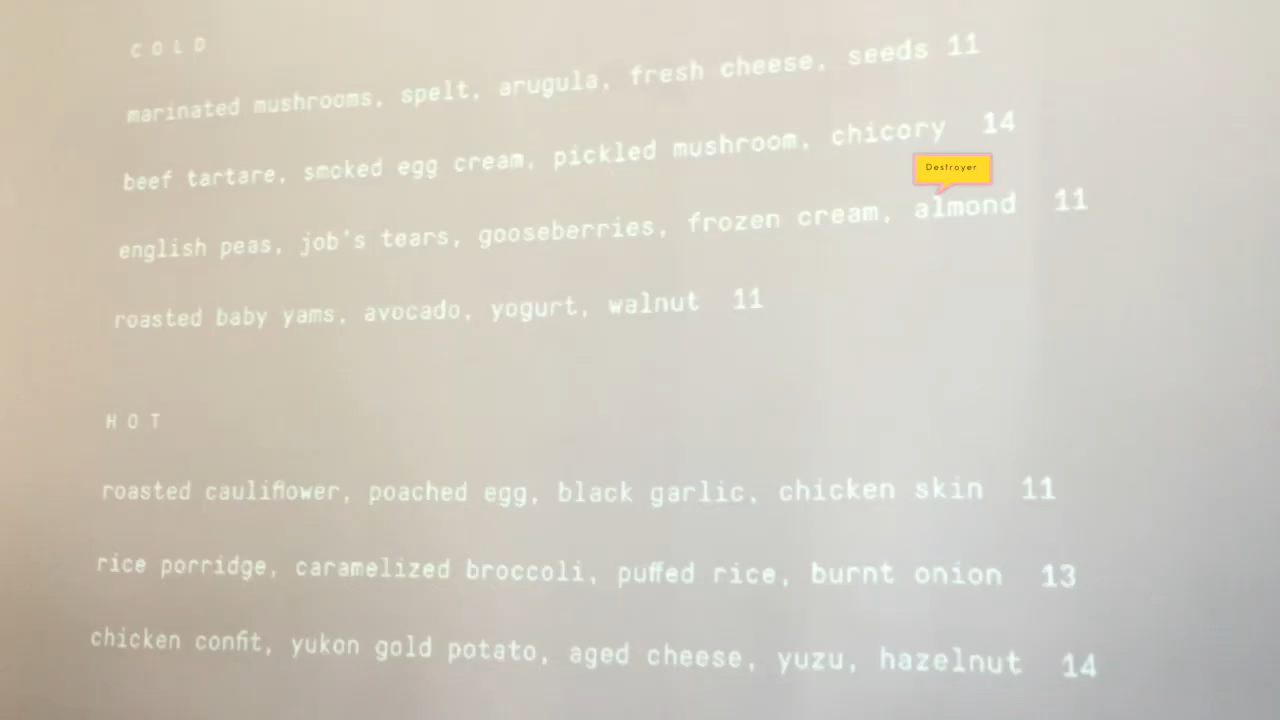 COLD
marinated mushrooms, spelt, arugula, fresh cheese, seeds 11
beef tartare, smoked egg cream, pickled mushroom, chicory 14
Destroyer
english peas, job's tears, gooseberries, frozen cream, almond 11
roasted baby yams, avocado, yogurt, walnut 11
HOT
roasted cauliflower, poached egg, black garlic, chicken skin 11
rice porridge, caramelized broccoli, puffed rice, burnt onion 13
chicken confit, yukon gold potato, aged cheese, yuzu, hazelnut 14